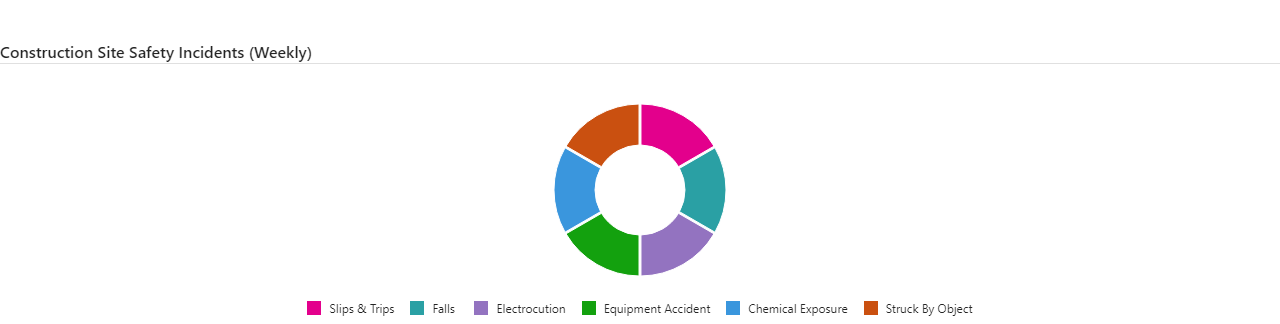 Construction Site Safety Incidents (Weekly)
Slips & Trips Falls Electrocution Equipment Accident Chemical Exposure Struck By Object